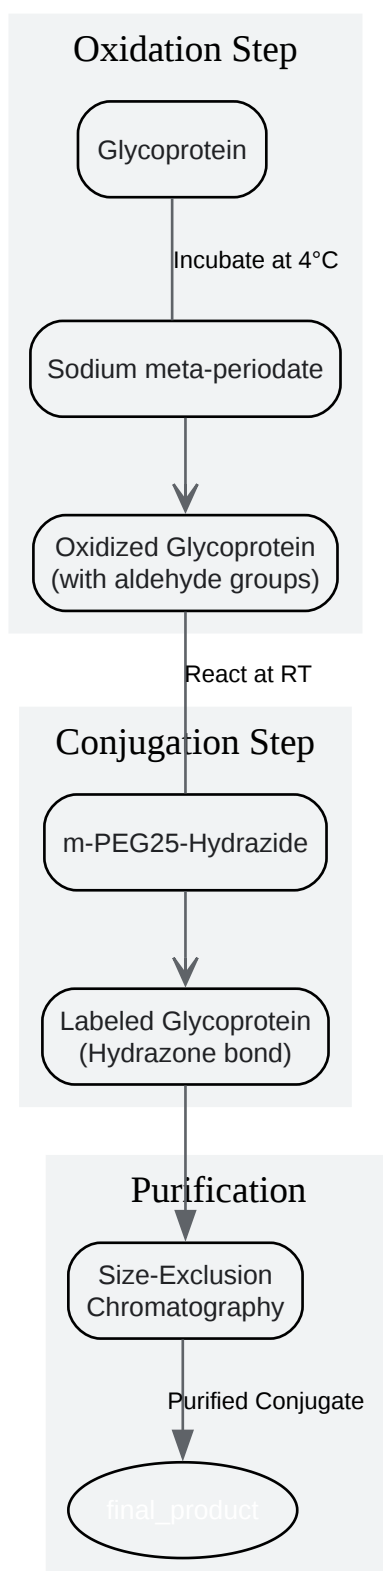 Oxidation Step
Glycoprotein
Incubate at 4°C
Sodium meta-periodate
Oxidized Glycoprotein
(with aldehyde groups)
React at RT
Conjugation Step
m-PEG25-Hydrazide
Labeled Glycoprotein
(Hydrazone bond)
Purification
Size-Exclusion
Chromatography
Purified Conjugate
final_product